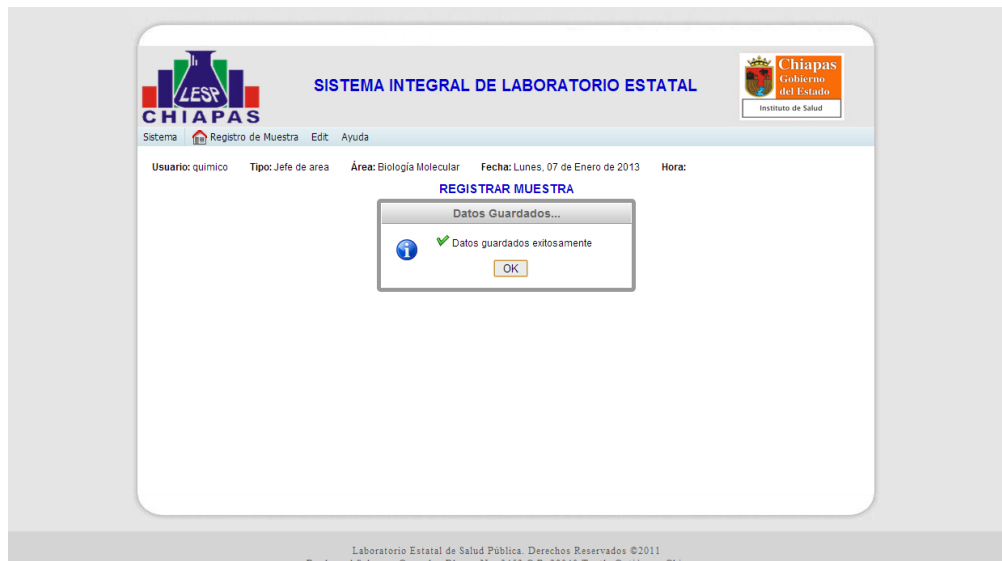 LESP
CHIAPAS
SISTEMA INTEGRAL DE LABORATORIO ESTATAL
Chiapas
Gobierno
del Estado
Instituto de Salud
Sistema Registro de Muestra Edit Ayuda
Usuario: quimico Tipo: Jefe de area Área: Biología Molecular Fecha: Lunes, 07 de Enero de 2013 Hora:
REGISTRAR MUESTRA
Datos Guardados...
Datos guardados exitosamente
OK
Laboratorio Estatal de Salud Pública. Derechos Reservados ©2011